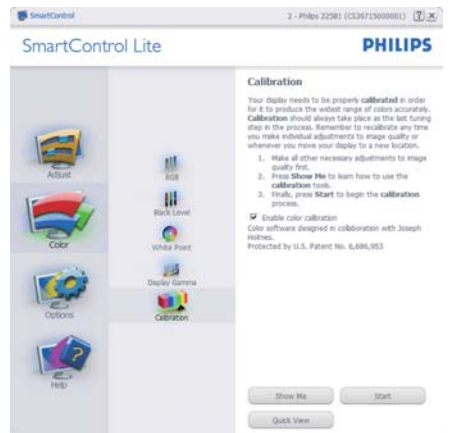 SmartControl
2 - Philips 225B1 (CS30715000001)
SmartControl Lite
PHILIPS
Adjust
Color
Options
Help
RGB
Black Level
White Point
Display Gamma
Calibration
Calibration
Your display needs to be properly calibrated in order
for it to produce the widest range of colors accurately.
Calibration should always take place as the last tuning
step in the process. Remember to recalibrate any time
you make individual adjustments to image quality or
whenever you move your display to a new location.
1. Make all other necessary adjustments to image
quality first.
2. Press Show Me to learn how to use the
calibration tools.
3. Finally, press Start to begin the calibration
process.
Enable color calibration
Color software designed in collaboration with Joseph
Holmes.
Protected by U.S. Patent No. 6,686,953
Show Me
Start
Quick View